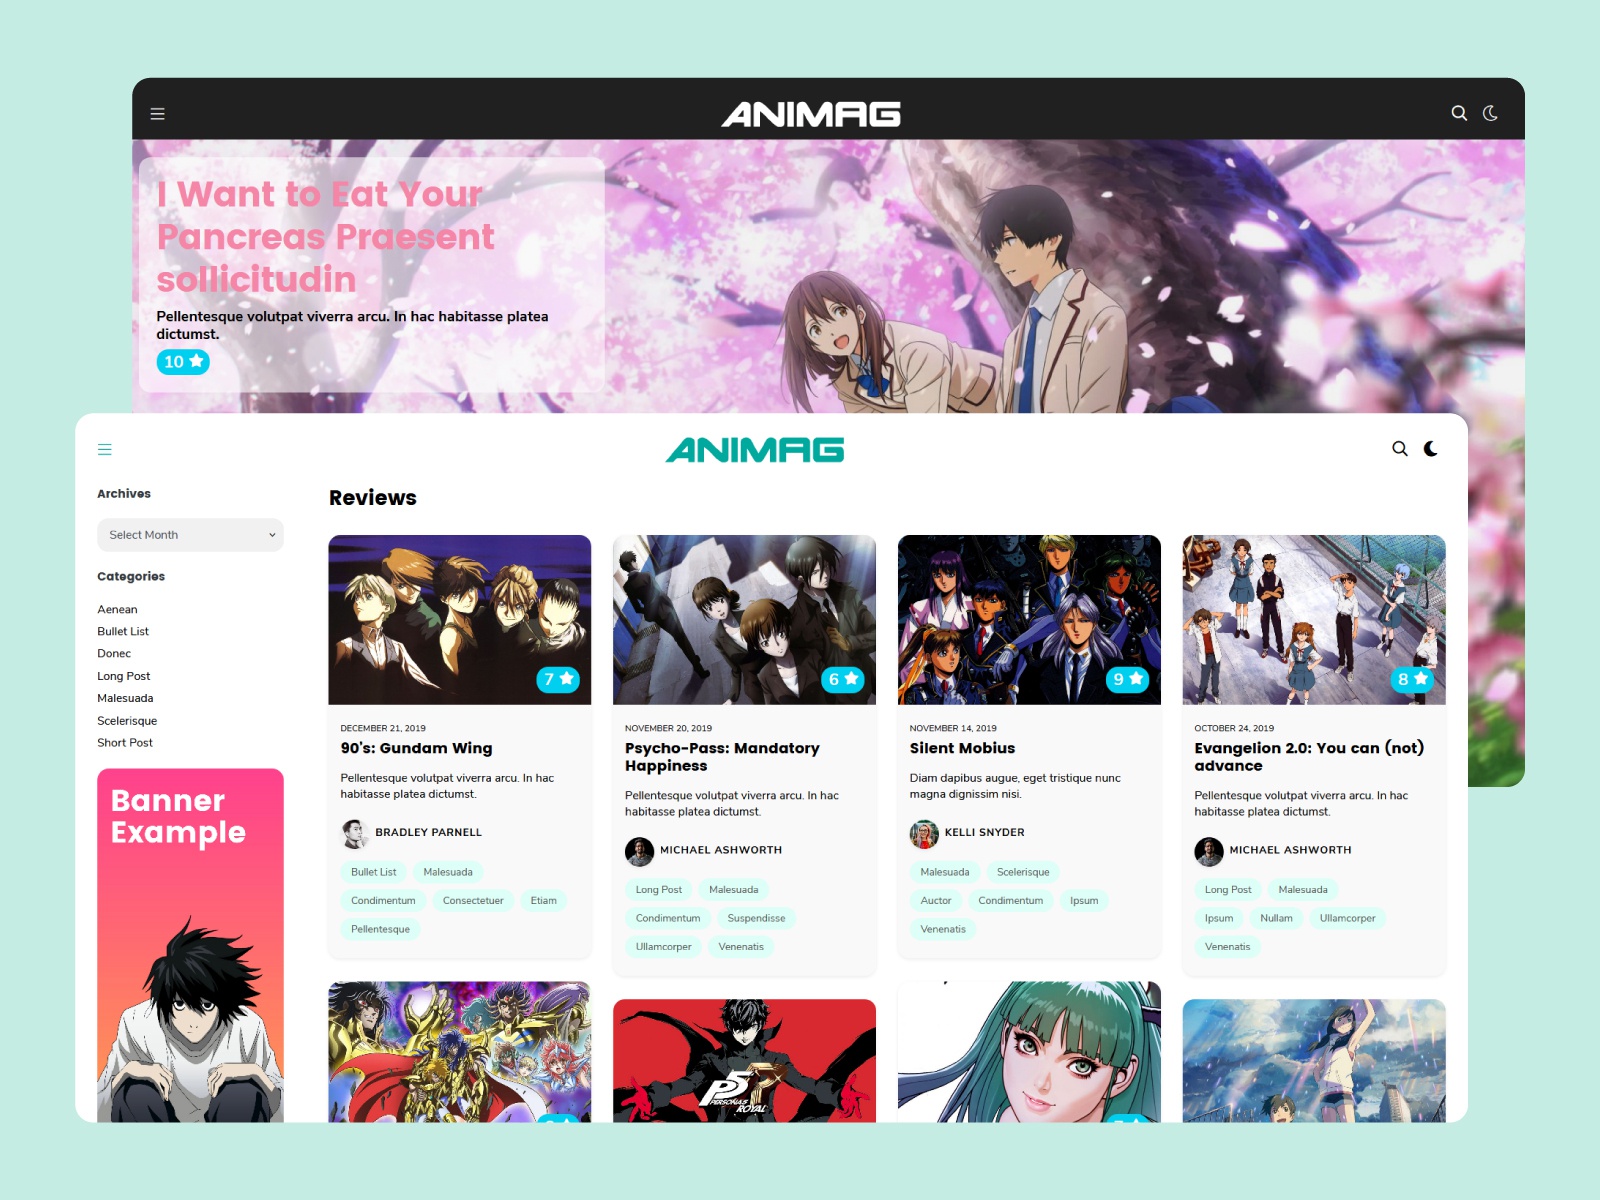 ANIMAG
I Want to Eat Your
Pancreas Praesent
sollicitudin
Pellentesque volutpat viverra arcu. In hac habitasse platea
dictumst.
10
ANIMAG
Archives
Select Month
Categories
Aenean
Bullet List
Donec
Long Post
Malesuada
Scelerisque
Short Post
Banner
Example
Reviews
7
DECEMBER 21, 2019
90's: Gundam Wing
Pellentesque volutpat viverra arcu. In hac
habitasse platea dictumst.
BRADLEY PARNELL
Bullet List Malesuada
Condimentum Consectetuer Etiam
Pellentesque
6
NOVEMBER 20, 2019
Psycho-Pass: Mandatory
Happiness
Pellentesque volutpat viverra arcu. In hac
habitasse platea dictumst.
MICHAEL ASHWORTH
Long Post Malesuada
Condimentum Suspendisse
Ullamcorper Venenatis
9
NOVEMBER 14, 2019
Silent Mobius
Diam dapibus augue, eget tristique nunc
magna dignissim nisi.
KELLI SNYDER
Malesuada Scelerisque
Auctor Condimentum Ipsum
Venenatis
8
OCTOBER 24, 2019
Evangelion 2.0: You can (not)
advance
Pellentesque volutpat viverra arcu. In hac
habitasse platea dictumst.
MICHAEL ASHWORTH
Long Post Malesuada
Ipsum Nullam Ullamcorper
Venenatis
P5R
PERSONA5
ROYAL